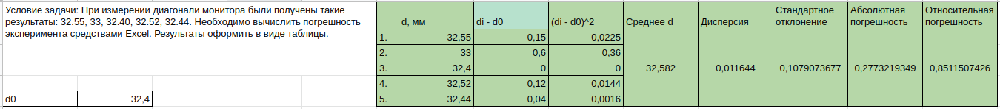 Условие задачи: При измерении диагонали монитора были получены такие
результаты: 32.55, 33, 32.40, 32.52, 32.44. Необходимо вычислить погрешность
эксперимента средствами Excel. Результаты оформить в виде таблицы.
d0 32,4
d, мм di - d0 (di - d0)^2 Среднее d Дисперсия Стандартное отклонение Абсолютная погрешность Относительная погрешность
1. 32,55 0,15 0,0225
2. 33 0,6 0,36
3. 32,4 0 0 32,582 0,011644 0,1079073677 0,2773219349 0,8511507426
4. 32,52 0,12 0,0144
5. 32,44 0,04 0,0016